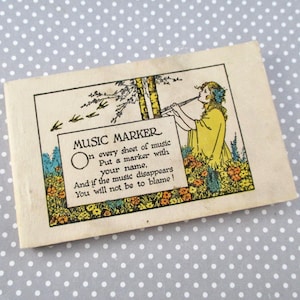 MUSIC MARKER
On every sheet of music
Put a marker with
your name,
And if the music disappears
You will not be to blame!